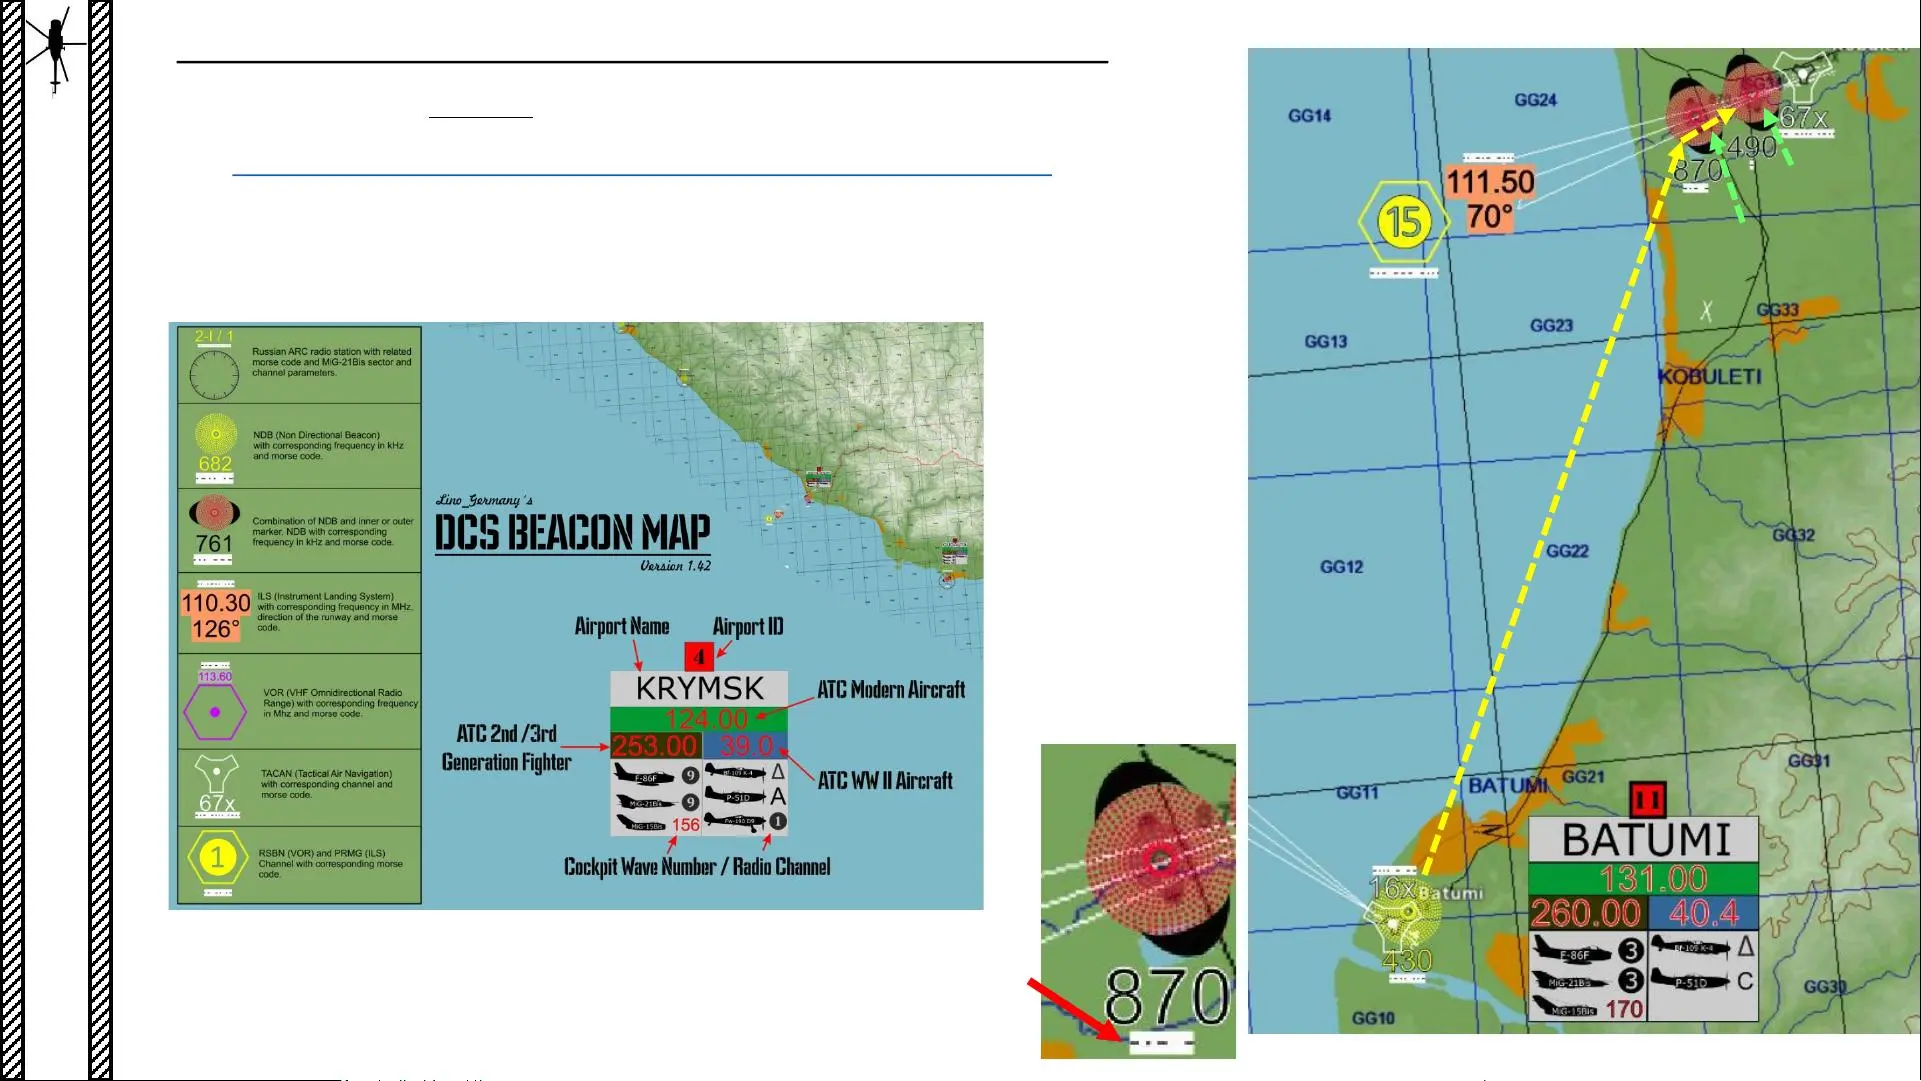 2-I / 1
Russian ARC radio station with related
morse code and MiG-21Bis sector and
channel parameters.
NDB (Non Directional Beacon)
with corresponding frequency in kHz
and morse code.
682
Combination of NDB and inner or outer
marker. NDB with corresponding
frequency in kHz and morse code.
761
ILS (Instrument Landing System)
with corresponding frequency in MHz,
direction of the runway and morse
code.
110.30
126°
113.60
VOR (VHF Omnidirectional Radio
Range) with corresponding frequency
in Mhz and morse code.
TACAN (Tactical Air Navigation)
with corresponding channel and
morse code.
67x
RSBN (VOR) and PRMG (ILS)
Channel with corresponding morse
code.
1
Lino_Germany's
DCS BEACON MAP
Version 1.42
Airport Name
Airport ID
4
KRYMSK
ATC Modern Aircraft
124.00
ATC 2nd /3rd
Generation Fighter
253.00
39.0
ATC WW II Aircraft
F-86F
9
Bf-109 K-4
Δ
MiG-21Bis
9
P-51D
A
MiG-15Bis
156
Fw-190 D9
1
Cockpit Wave Number / Radio Channel
870
GG14
GG24
67x
490
870
111.50
70°
15
GG13
GG23
GG33
KOBULETI
GG12
GG22
GG32
GG11
BATUMI
GG21
GG31
11
BATUMI
131.00
260.00
40.4
F-86F
3
Bf-109 K-4
Δ
MiG-21Bis
3
P-51D
C
MiG-15Bis
170
16x
Batumi
430
GG10
GG30